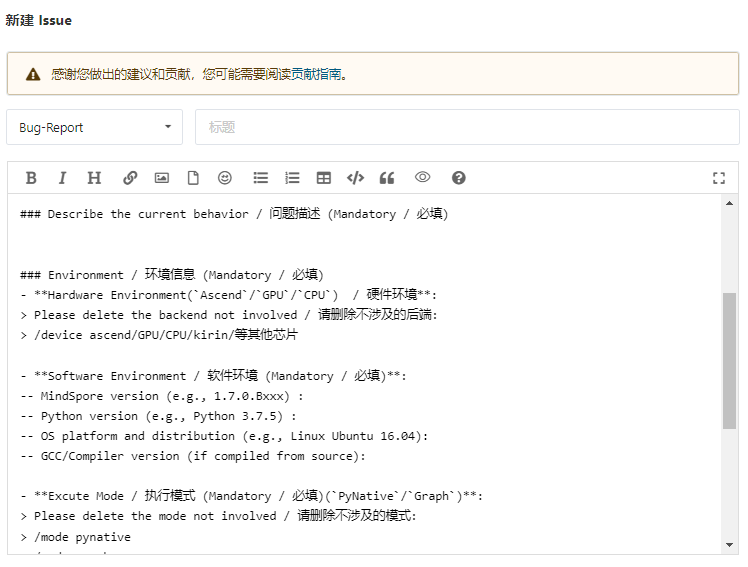 新建 Issue
感谢您做出的建议和贡献，您可能需要阅读贡献指南。
Bug-Report
标题
### Describe the current behavior / 问题描述 (Mandatory / 必填)
### Environment / 环境信息 (Mandatory / 必填)
- **Hardware Environment(`Ascend`/`GPU`/`CPU`)  / 硬件环境**:
> Please delete the backend not involved / 请删除不涉及的后端:
> /device ascend/GPU/CPU/kirin/等其他芯片
- **Software Environment / 软件环境 (Mandatory / 必填)**:
-- MindSpore version (e.g., 1.7.0.Bxxx) :
-- Python version (e.g., Python 3.7.5) :
-- OS platform and distribution (e.g., Linux Ubuntu 16.04):
-- GCC/Compiler version (if compiled from source):
- **Excute Mode / 执行模式 (Mandatory / 必填)(`PyNative`/`Graph`)**:
> Please delete the mode not involved / 请删除不涉及的模式:
> /mode pynative